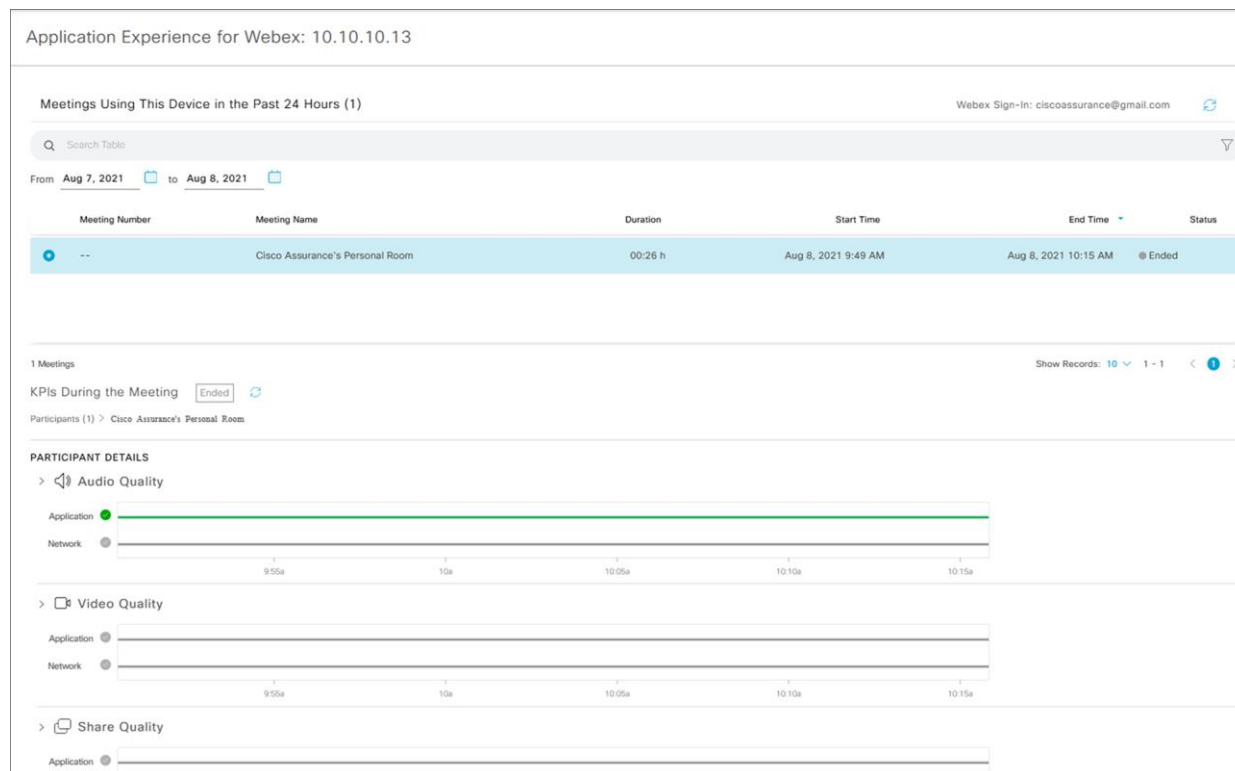 Application Experience for Webex: 10.10.10.13
Meetings Using This Device in the Past 24 Hours (1) Webex Sign-In: ciscoassurance@gmail.com
Search Table
From Aug 7, 2021 to Aug 8, 2021
Meeting Number Meeting Name Duration Start Time End Time Status
-- Cisco Assurance's Personal Room 00:26 h Aug 8, 2021 9:49 AM Aug 8, 2021 10:15 AM Ended
1 Meetings Show Records: 10 1 - 1 < 1 >
KPIs During the Meeting Ended
Participants (1) > Cisco Assurance's Personal Room
PARTICIPANT DETAILS
> Audio Quality
Application
Network
9:55a 10a 10:05a 10:10a 10:15a
> Video Quality
Application
Network
9:55a 10a 10:05a 10:10a 10:15a
> Share Quality
Application